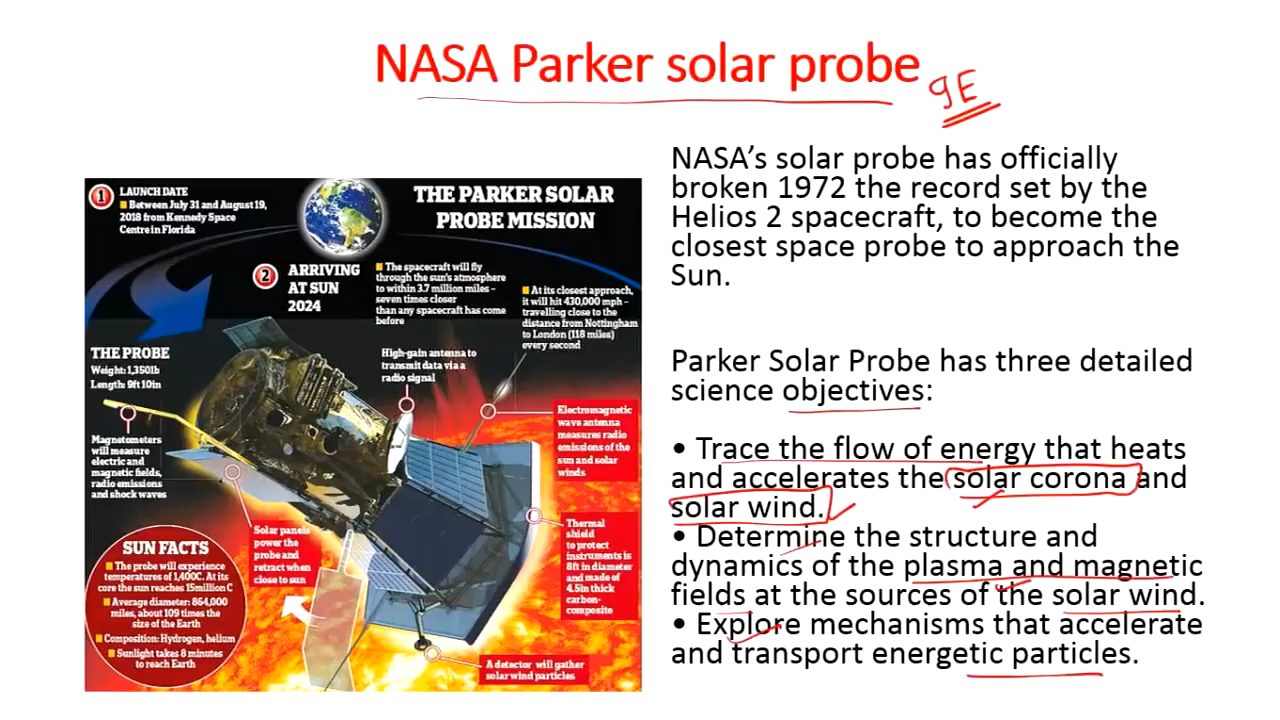 NASA Parker solar probe
gE
NASA's solar probe has officially
broken 1972 the record set by the
Helios 2 spacecraft, to become the
closest space probe to approach the
Sun.
Parker Solar Probe has three detailed
science objectives:
• Trace the flow of energy that heats
and accelerates the solar corona and
solar wind.
• Determine the structure and
dynamics of the plasma and magnetic
fields at the sources of the solar wind.
• Explore mechanisms that accelerate
and transport energetic particles.
THE PARKER SOLAR
PROBE MISSION
1
LAUNCH DATE
Between July 31 and August 19,
2018 from Kennedy Space
Centre in Florida
2
ARRIVING
AT SUN
2024
The spacecraft will fly
through the sun's atmosphere
to within 3.7 million miles –
seven times closer
than any spacecraft has come
before
At its closest approach,
it will hit 430,000 mph –
travelling close to the
distance from Nottingham
to London (118 miles)
every second
THE PROBE
Weight: 1,350lb
Length: 9ft 10in
High-gain antenna to
transmit data via a
radio signal
Electromagnetic
wave antenna
measures radio
emissions of the
sun and solar
winds
Magnetometers
will measure
electric and
magnetic fields,
radio emissions
and shock waves
Solar panels
power the
probe and
retract when
close to sun
Thermal
shield
to protect
instruments is
8ft in diameter
and made of
4.5in thick
carbon-
composite
SUN FACTS
The probe will experience
temperatures of 1,400C. At its
core the sun reaches 15million C
Average diameter: 864,000
miles, about 109 times the
size of the Earth
Composition: Hydrogen, helium
Sunlight takes 8 minutes
to reach Earth
A detector will gather
solar wind particles